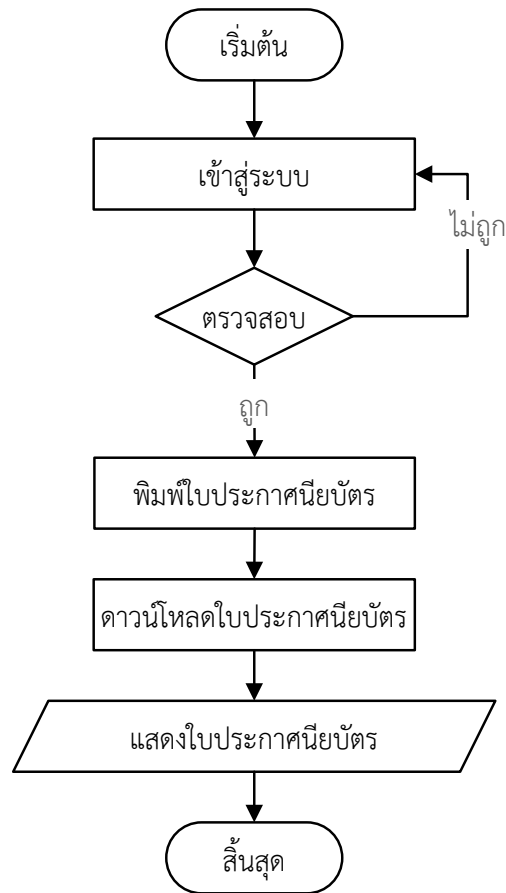 เริ่มต้น
เข้าสู่ระบบ
ไม่ถูก
ตรวจสอบ
ถูก
พิมพ์ใบประกาศนียบัตร
ดาวน์โหลดใบประกาศนียบัตร
แสดงใบประกาศนียบัตร
สิ้นสุด